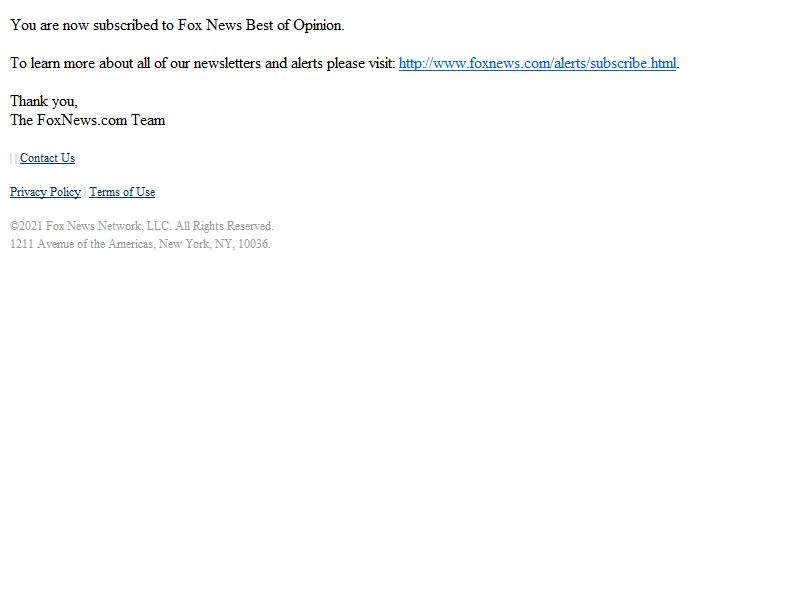 You are now subscribed to Fox News Best of Opinion.
To learn more about all of our newsletters and alerts please visit: http://www.foxnews.com/alerts/subscribe.html.
Thank you,
The FoxNews.com Team
| | Contact Us
Privacy Policy | Terms of Use
©2021 Fox News Network, LLC. All Rights Reserved.
1211 Avenue of the Americas, New York, NY, 10036.